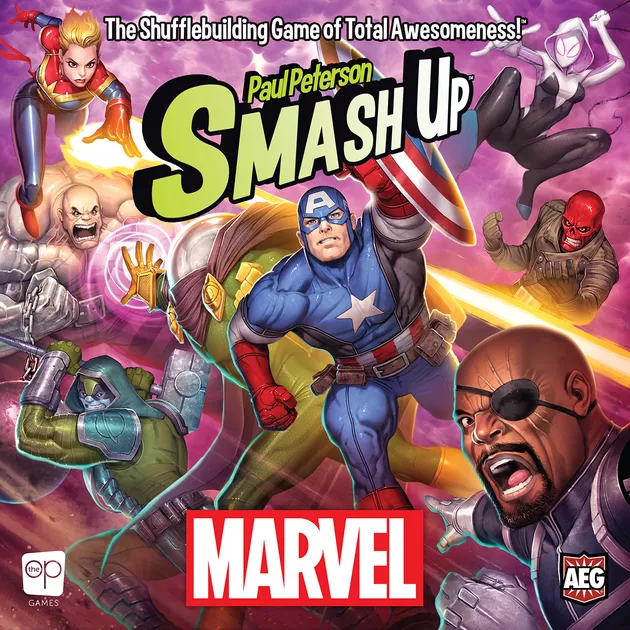 The Shufflebuilding Game of Total Awesomeness!™
Paul Peterson
SMASH UP™
A
MARVEL
the op
GAMES
AEG